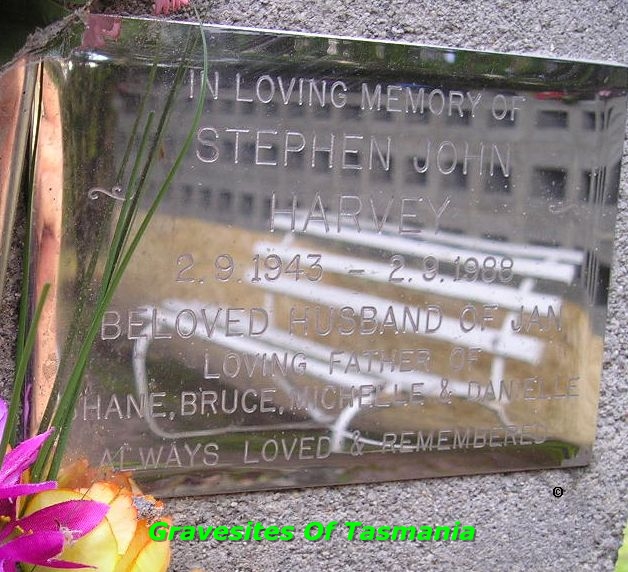 IN LOVING MEMORY OF
STEPHEN JOHN
HARVEY
2.9.1943 - 2.9.1988
BELOVED HUSBAND OF JAN
LOVING FATHER OF
SHANE, BRUCE, MICHELLE & DANIELLE
ALWAYS LOVED & REMEMBERED
©
Gravesites Of Tasmania